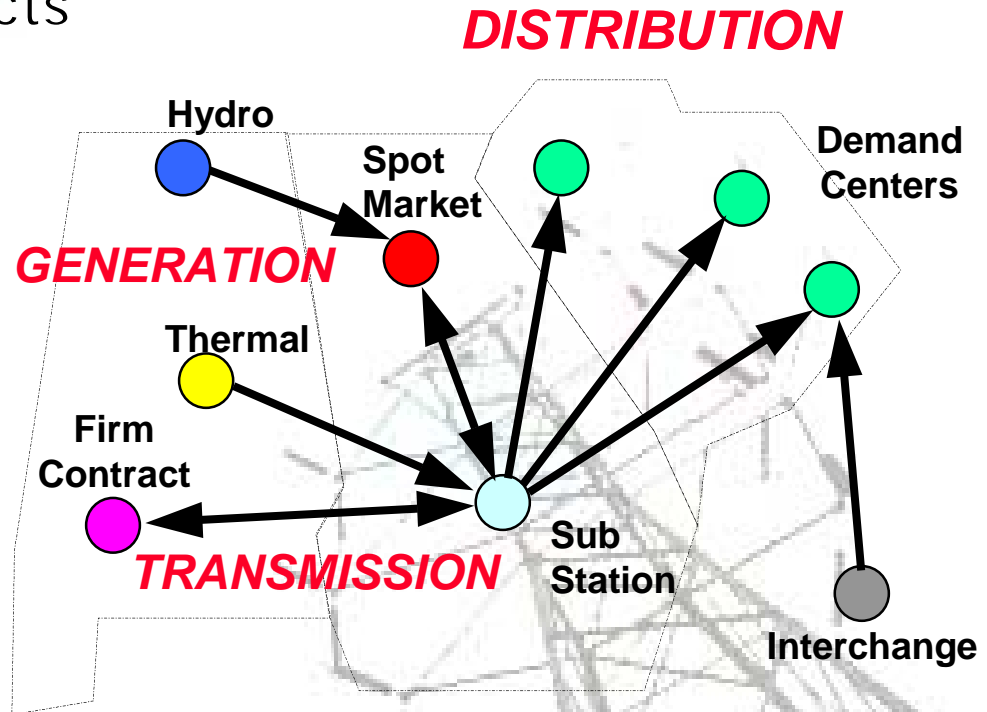 DISTRIBUTION
Hydro
Spot
Market
Demand
Centers
GENERATION
Thermal
Firm
Contract
TRANSMISSION
Sub
Station
Interchange